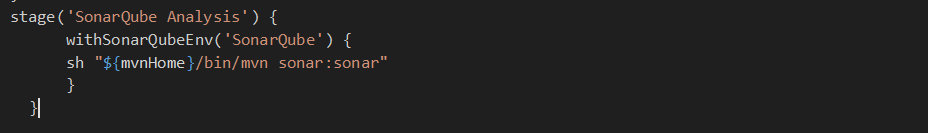 stage('SonarQube Analysis') {
withSonarQubeEnv('SonarQube') {
sh "${mvnHome}/bin/mvn sonar:sonar"
}
}